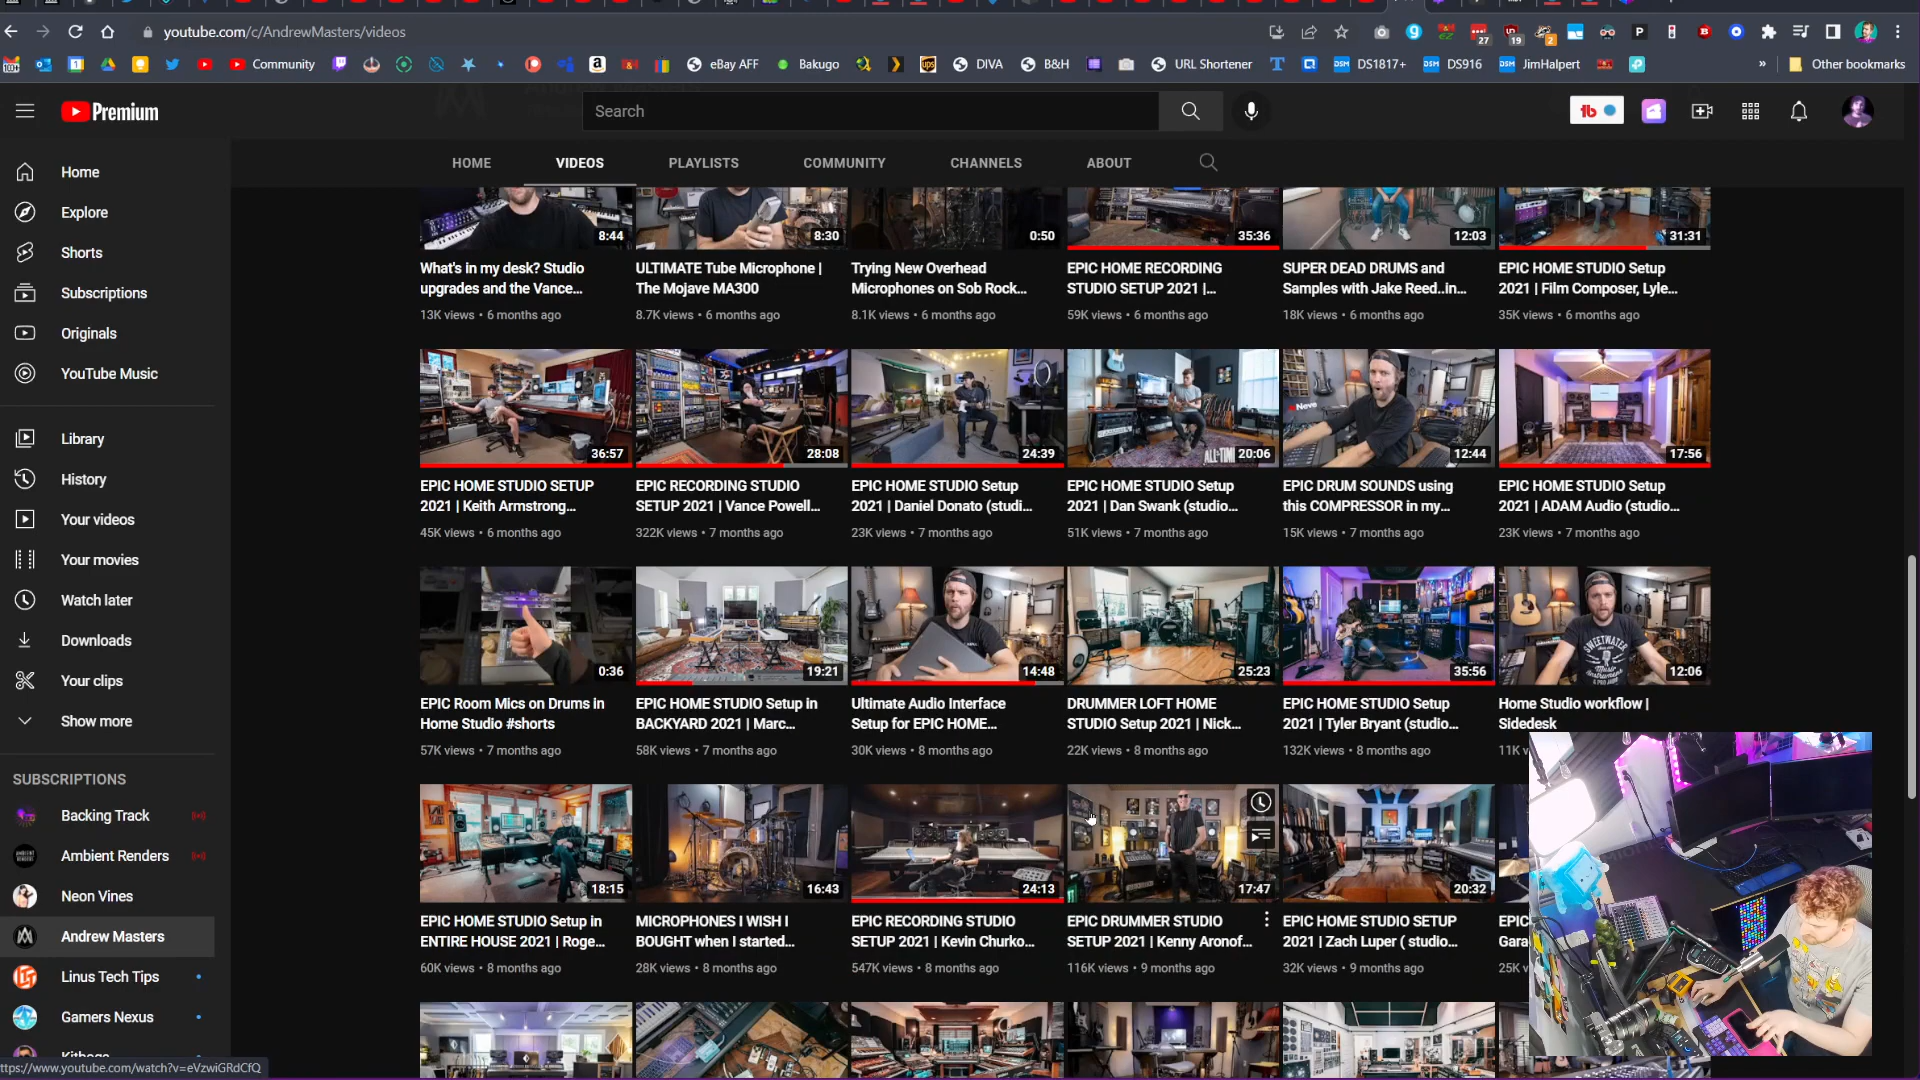 youtube.com/c/AndrewMasters/videos
27
19
2
Community
eBay AFF
Bakugo
DIVA
B&H
URL Shortener
DS1817+
DS916
JimHalpert
»
Other bookmarks
Premium
Search
HOME
VIDEOS
PLAYLISTS
COMMUNITY
CHANNELS
ABOUT
Home
Explore
Shorts
Subscriptions
Originals
YouTube Music
Library
History
Your videos
Your movies
Watch later
Downloads
Your clips
Show more
SUBSCRIPTIONS
Backing Track
Ambient Renders
Neon Vines
Andrew Masters
Linus Tech Tips
Gamers Nexus
Kitboga
8:44
What's in my desk? Studio
upgrades and the Vance...
13K views • 6 months ago
8:30
ULTIMATE Tube Microphone |
The Mojave MA300
8.7K views • 6 months ago
0:50
Trying New Overhead
Microphones on Sob Rock...
8.1K views • 6 months ago
35:36
EPIC HOME RECORDING
STUDIO SETUP 2021 |...
59K views • 6 months ago
12:03
SUPER DEAD DRUMS and
Samples with Jake Reed..in...
18K views • 6 months ago
31:31
EPIC HOME STUDIO Setup
2021 | Film Composer, Lyle...
35K views • 6 months ago
36:57
EPIC HOME STUDIO SETUP
2021 | Keith Armstrong...
45K views • 6 months ago
28:08
EPIC RECORDING STUDIO
SETUP 2021 | Vance Powell...
322K views • 7 months ago
24:39
EPIC HOME STUDIO Setup
2021 | Daniel Donato (studi...
23K views • 7 months ago
ALL-TIME
20:06
EPIC HOME STUDIO Setup
2021 | Dan Swank (studio...
51K views • 7 months ago
Neve
12:44
EPIC DRUM SOUNDS using
this COMPRESSOR in my...
15K views • 7 months ago
17:56
EPIC HOME STUDIO Setup
2021 | ADAM Audio (studio...
23K views • 7 months ago
0:36
EPIC Room Mics on Drums in
Home Studio #shorts
57K views • 7 months ago
19:21
EPIC HOME STUDIO Setup in
BACKYARD 2021 | Marc...
58K views • 7 months ago
14:48
Ultimate Audio Interface
Setup for EPIC HOME...
30K views • 8 months ago
25:23
DRUMMER LOFT HOME
STUDIO Setup 2021 | Nick...
22K views • 8 months ago
35:56
EPIC HOME STUDIO Setup
2021 | Tyler Bryant (studio...
132K views • 8 months ago
SWEETWATER
12:06
Home Studio workflow |
Sidedesk
11K
18:15
EPIC HOME STUDIO Setup in
ENTIRE HOUSE 2021 | Roge...
60K views • 8 months ago
16:43
MICROPHONES I WISH I
BOUGHT when I started...
28K views • 8 months ago
24:13
EPIC RECORDING STUDIO
SETUP 2021 | Kevin Churko...
547K views • 8 months ago
17:47
EPIC DRUMMER STUDIO
SETUP 2021 | Kenny Aronof...
116K views • 9 months ago
20:32
EPIC HOME STUDIO SETUP
2021 | Zach Luper ( studio...
32K views • 9 months ago
EPIC
Gara
25K
ttps://www.youtube.com/watch?v=eVzwiGRdCfQ